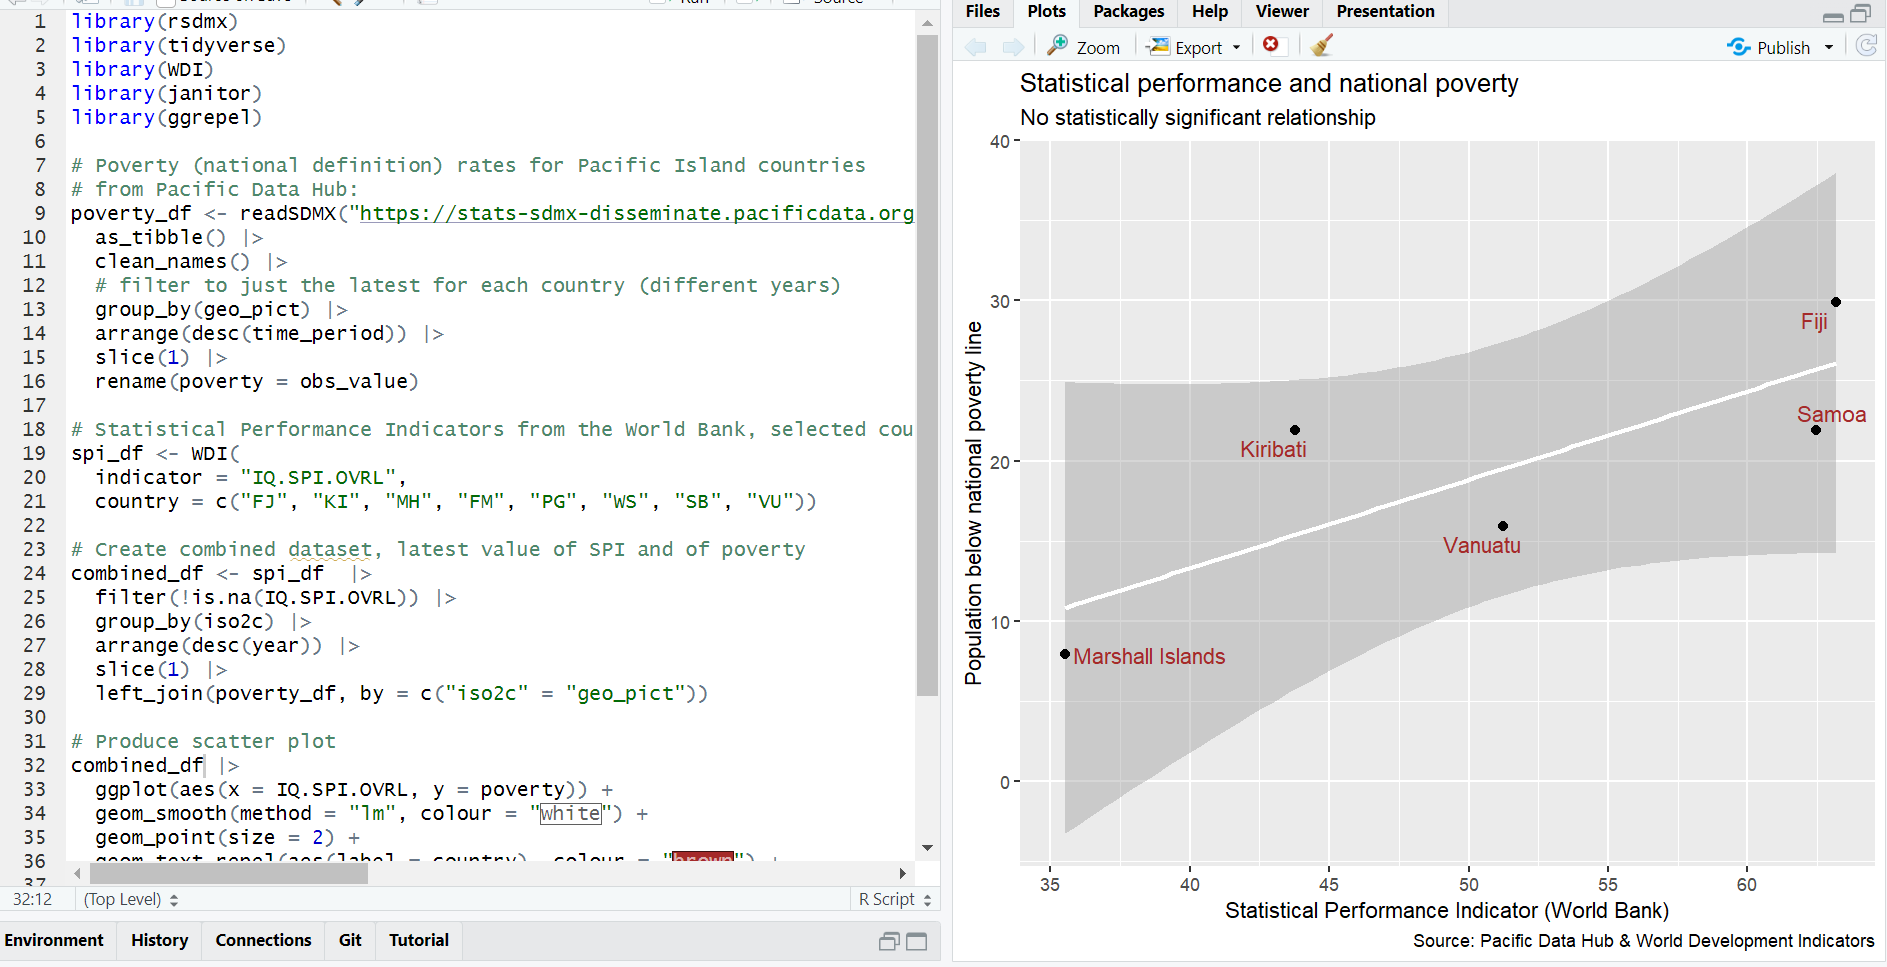 1 library(rsdmx)
2 library(tidyverse)
3 library(WDI)
4 library(janitor)
5 library(ggrepel)
6
7 # Poverty (national definition) rates for Pacific Island countries
8 # from Pacific Data Hub:
9 poverty_df <- readSDMX("https://stats-sdmx-disseminate.pacificdata.org
10 as_tibble() |>
11 clean_names() |>
12 # filter to just the latest for each country (different years)
13 group_by(geo_pict) |>
14 arrange(desc(time_period)) |>
15 slice(1) |>
16 rename(poverty = obs_value)
17
18 # Statistical Performance Indicators from the World Bank, selected cou
19 spi_df <- WDI(
20 indicator = "IQ.SPI.OVRL",
21 country = c("FJ", "KI", "MH", "FM", "PG", "WS", "SB", "VU"))
22
23 # Create combined dataset, latest value of SPI and of poverty
24 combined_df <- spi_df |>
25 filter(!is.na(IQ.SPI.OVRL)) |>
26 group_by(iso2c) |>
27 arrange(desc(year)) |>
28 slice(1) |>
29 left_join(poverty_df, by = c("iso2c" = "geo_pict"))
30
31 # Produce scatter plot
32 combined_df |>
33 ggplot(aes(x = IQ.SPI.OVRL, y = poverty)) +
34 geom_smooth(method = "lm", colour = "white") +
35 geom_point(size = 2) +
36 geom_text_repel(aes(label = country), colour = "brown") +
37
32:12 (Top Level) R Script
Environment History Connections Git Tutorial
Files Plots Packages Help Viewer Presentation
Zoom Export Publish
Statistical performance and national poverty
No statistically significant relationship
Population below national poverty line
40
30
20
10
0
Fiji
Samoa
Kiribati
Vanuatu
Marshall Islands
35 40 45 50 55 60
Statistical Performance Indicator (World Bank)
Source: Pacific Data Hub & World Development Indicators